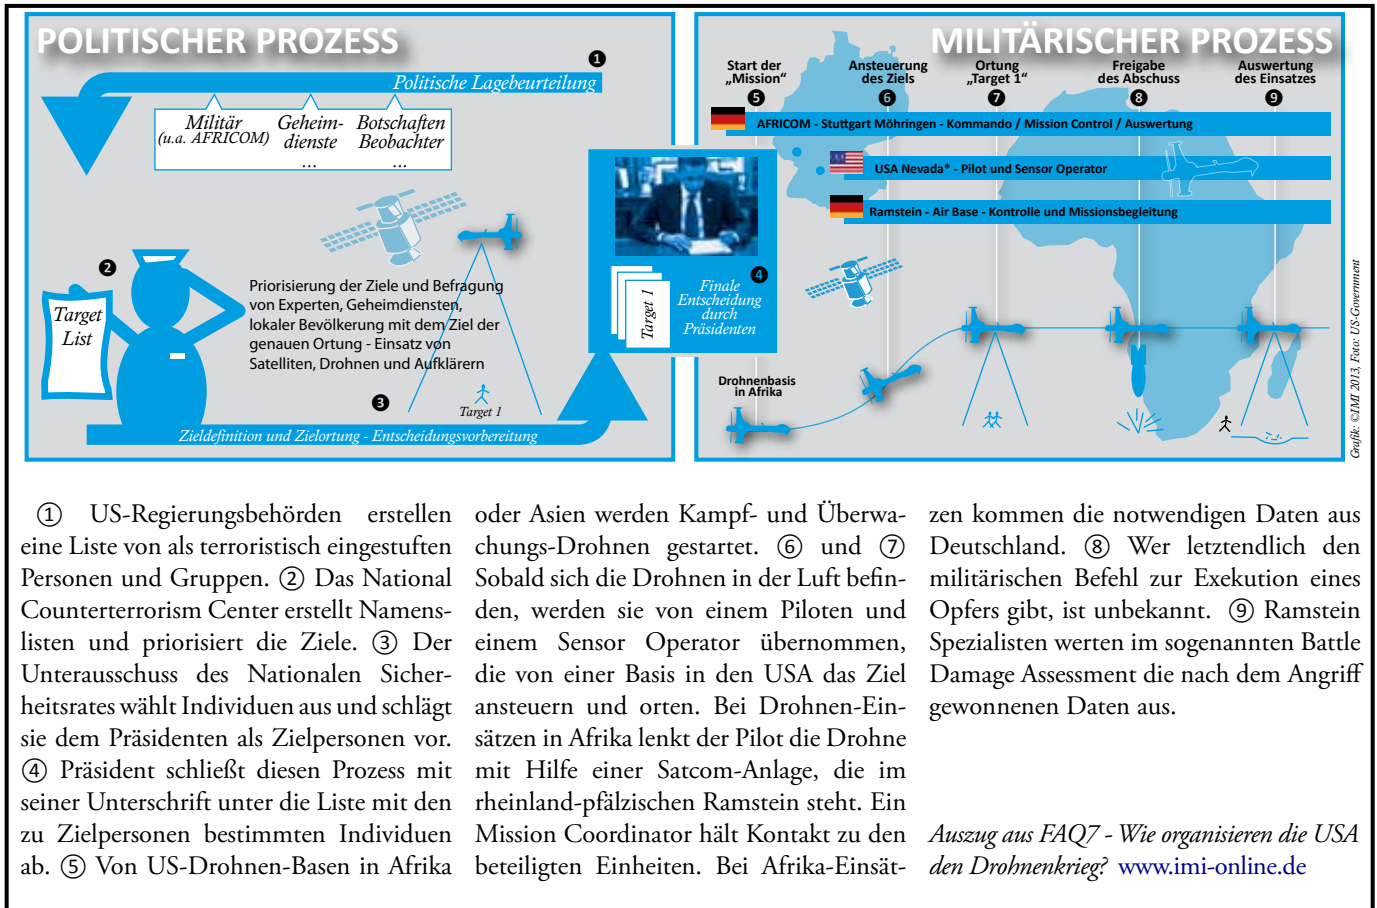 POLITISCHER PROZESS
1
Politische Lagebeurteilung
Militär
(u.a. AFRICOM)
Geheim-
dienste
...
Botschaften
Beobachter
...
2
Target
List
Priorisierung der Ziele und Befragung
von Experten, Geheimdiensten,
lokaler Bevölkerung mit dem Ziel der
genauen Ortung - Einsatz von
Satelliten, Drohnen und Aufklärern
3
Target 1
Zieldefinition und Zielortung - Entscheidungsvorbereitung
4
Target 1
Finale
Entscheidung
durch
Präsidenten
MILITÄRISCHER PROZESS
Start der
„Mission“
5
Ansteuerung
des Ziels
6
Ortung
„Target 1“
7
Freigabe
des Abschuss
8
Auswertung
des Einsatzes
9
AFRICOM - Stuttgart Möhringen - Kommando / Mission Control / Auswertung
USA Nevada* - Pilot und Sensor Operator
Ramstein - Air Base - Kontrolle und Missionsbegleitung
Drohnenbasis
in Afrika
Grafik: ©IMI 2013, Foto: US-Government
① US-Regierungsbehörden erstellen
eine Liste von als terroristisch eingestuften
Personen und Gruppen. ② Das National
Counterterrorism Center erstellt Namens-
listen und priorisiert die Ziele. ③ Der
Unterausschuss des Nationalen Sicher-
heitsrates wählt Individuen aus und schlägt
sie dem Präsidenten als Zielpersonen vor.
④ Präsident schließt diesen Prozess mit
seiner Unterschrift unter die Liste mit den
zu Zielpersonen bestimmten Individuen
ab. ⑤ Von US-Drohnen-Basen in Afrika
oder Asien werden Kampf- und Überwa-
chungs-Drohnen gestartet. ⑥ und ⑦
Sobald sich die Drohnen in der Luft befin-
den, werden sie von einem Piloten und
einem Sensor Operator übernommen,
die von einer Basis in den USA das Ziel
ansteuern und orten. Bei Drohnen-Ein-
sätzen in Afrika lenkt der Pilot die Drohne
mit Hilfe einer Satcom-Anlage, die im
rheinland-pfälzischen Ramstein steht. Ein
Mission Coordinator hält Kontakt zu den
beteiligten Einheiten. Bei Afrika-Einsät-
zen kommen die notwendigen Daten aus
Deutschland. ⑧ Wer letztendlich den
militärischen Befehl zur Exekution eines
Opfers gibt, ist unbekannt. ⑨ Ramstein
Spezialisten werten im sogenannten Battle
Damage Assessment die nach dem Angriff
gewonnenen Daten aus.
Auszug aus FAQ7 - Wie organisieren die USA
den Drohnenkrieg? www.imi-online.de